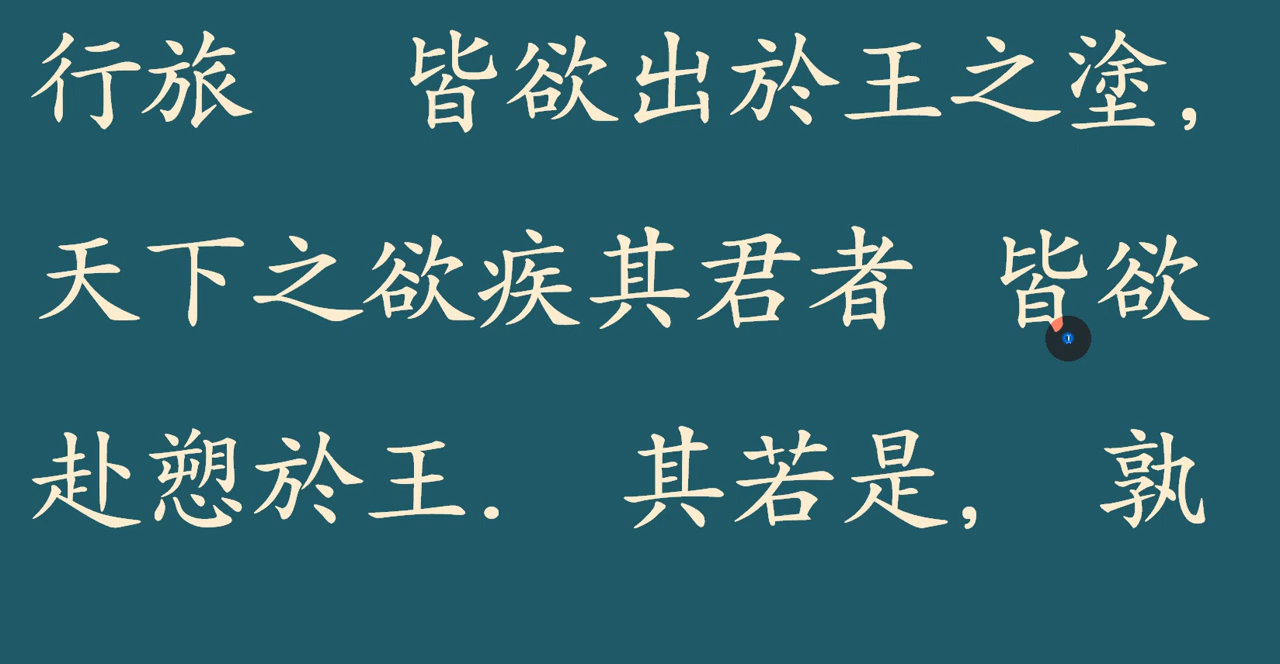 行旅 皆欲出於王之塗,
天下之欲疾其君者 皆欲
赴愬於王. 其若是, 孰